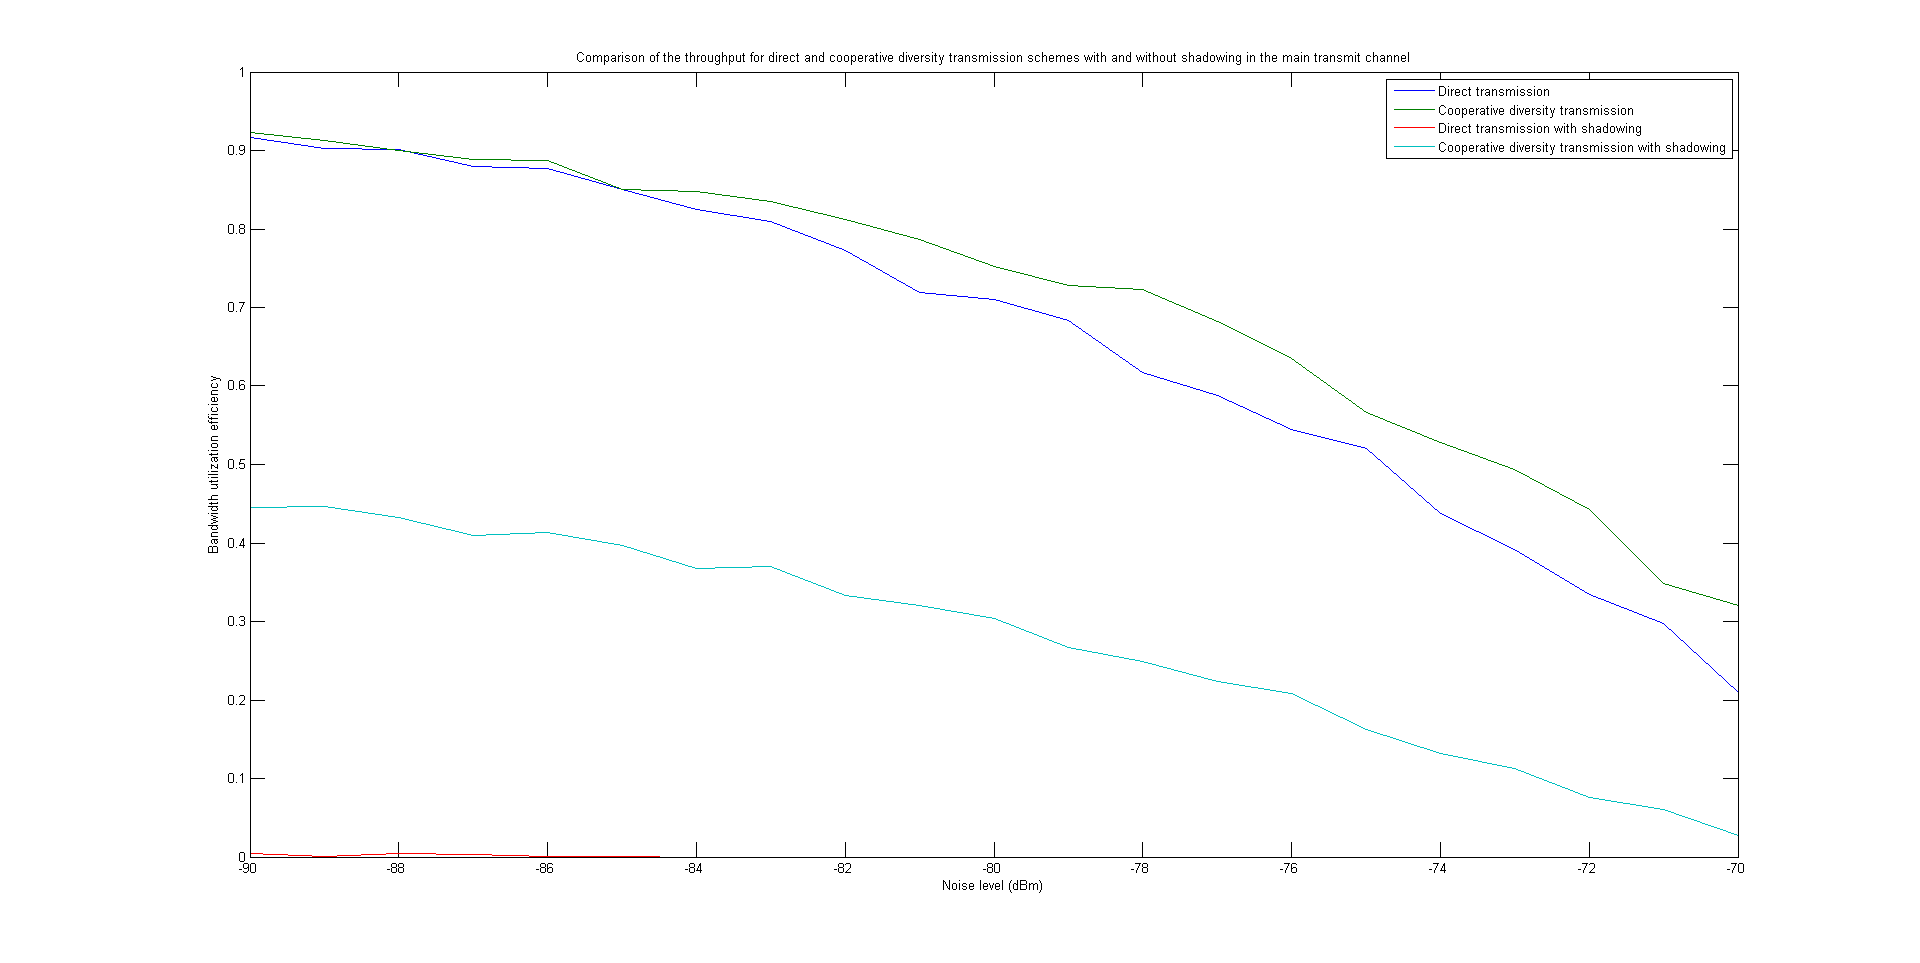 Comparison of the throughput for direct and cooperative diversity transmission schemes with and without shadowing in the main transmit channel
Direct transmission
Cooperative diversity transmission
Direct transmission with shadowing
Cooperative diversity transmission with shadowing
Bandwidth utilization efficiency
1
0.9
0.8
0.7
0.6
0.5
0.4
0.3
0.2
0.1
0
-90 -88 -86 -84 -82 -80 -78 -76 -74 -72 -70
Noise level (dBm)